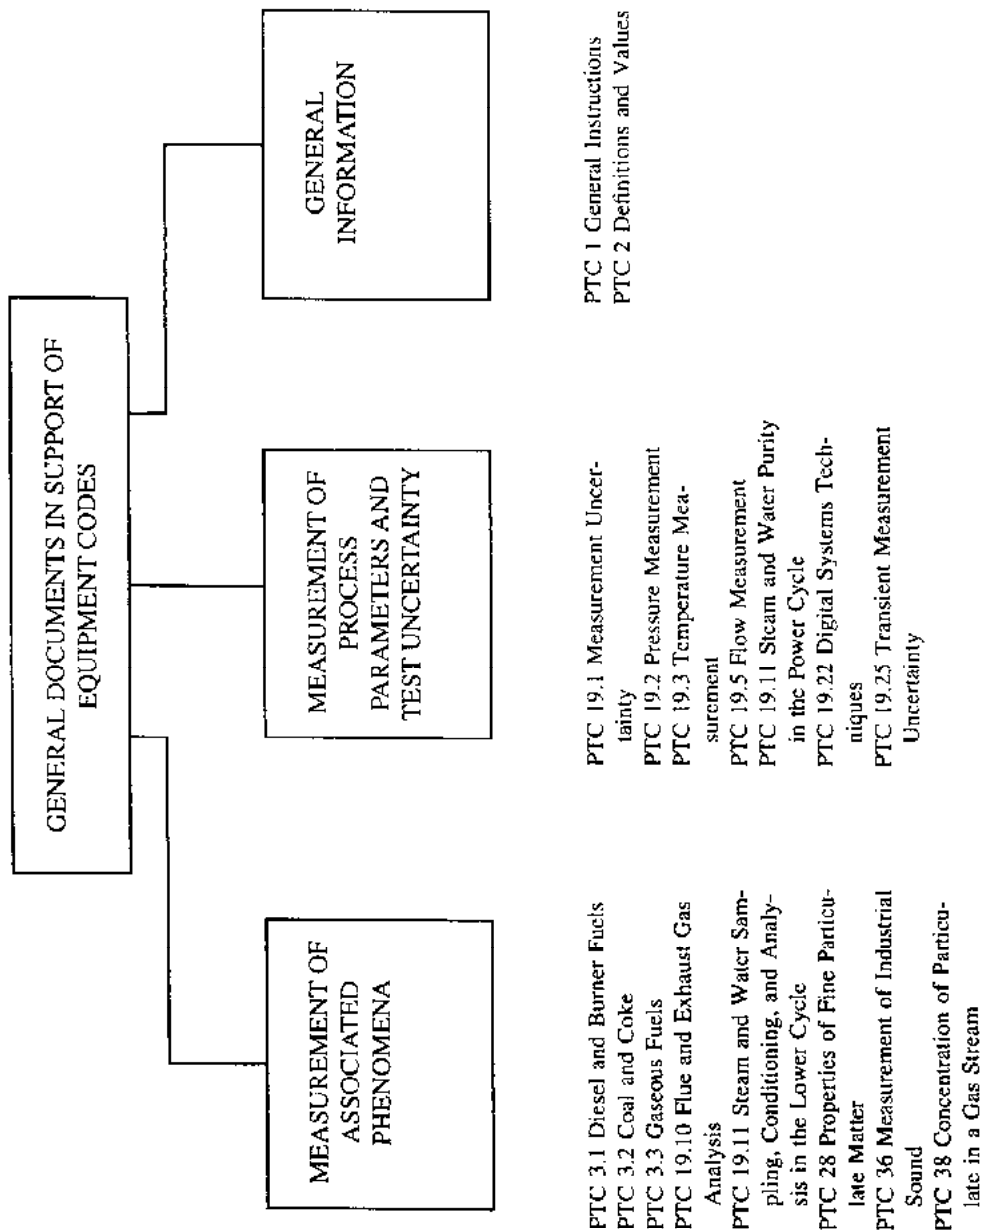 GENERAL DOCUMENTS IN SUPPORT OF
EQUIPMENT CODES
MEASUREMENT OF
ASSOCIATED
PHENOMENA
MEASUREMENT OF
PROCESS
PARAMETERS AND
TEST UNCERTAINTY
GENERAL
INFORMATION
PTC 3.1 Diesel and Burner Fuels
PTC 3.2 Coal and Coke
PTC 3.3 Gaseous Fuels
PTC 19.10 Flue and Exhaust Gas
Analysis
PTC 19.11 Steam and Water Sam-
pling, Conditioning, and Analy-
sis in the Lower Cycle
PTC 28 Properties of Fine Particu-
late Matter
PTC 36 Measurement of Industrial
Sound
PTC 38 Concentration of Particu-
late in a Gas Stream
PTC 19.1 Measurement Uncer-
tainty
PTC 19.2 Pressure Measurement
PTC 19.3 Temperature Mea-
surement
PTC 19.5 Flow Measurement
PTC 19.11 Steam and Water Purity
in the Power Cycle
PTC 19.22 Digital Systems Tech-
niques
PTC 19.25 Transient Measurement
Uncertainty
PTC 1 General Instructions
PTC 2 Definitions and Values